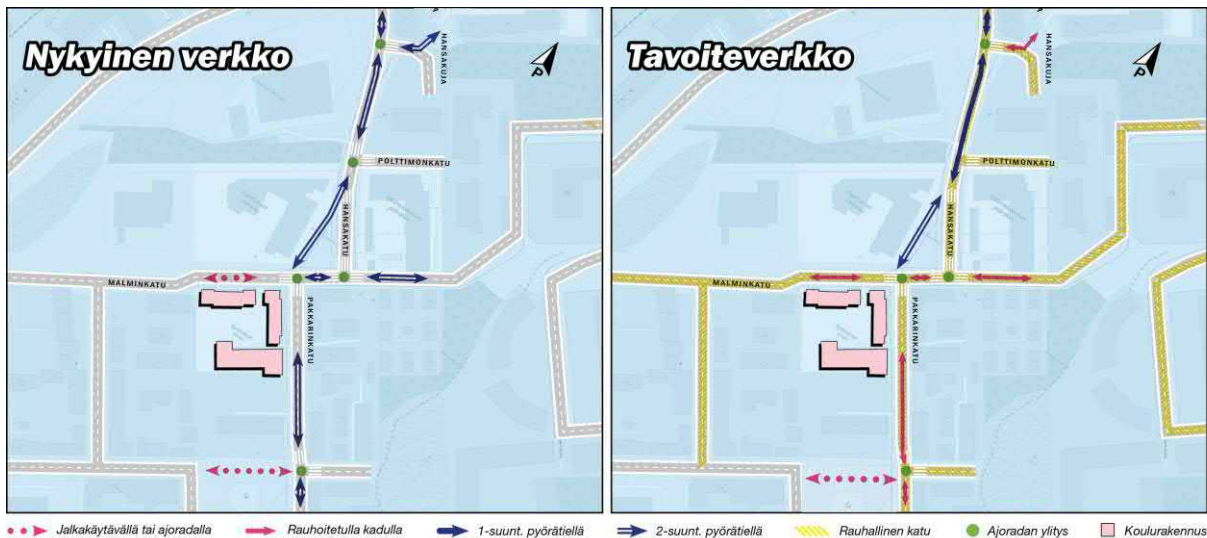 Nykyinen verkko
P
HANSAKUJA
POLTTIMONKATU
HANSAKATU
MALMINKATU
PAKKARINKATU
Tavoiteverkko
P
HANSAKUJA
POLTTIMONKATU
HANSAKATU
MALMINKATU
PAKKARINKATU
Jalkakäytävällä tai ajoradalla
Rauhoitetulla kadulla
1-suunt. pyörätiellä
2-suunt. pyörätiellä
Rauhallinen katu
Ajoradan ylitys
Koulurakennus